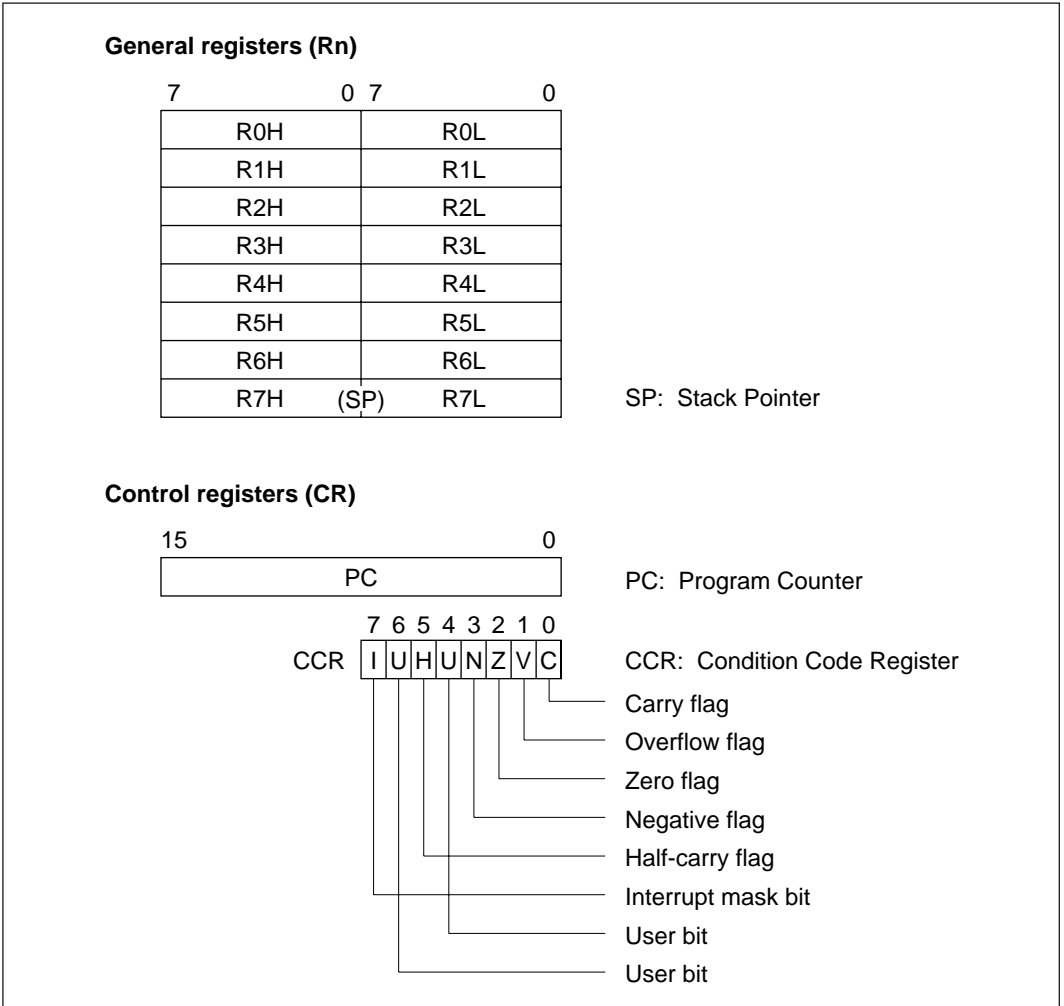 General registers (Rn)
7 0 7 0
R0H R0L
R1H R1L
R2H R2L
R3H R3L
R4H R4L
R5H R5L
R6H R6L
R7H (SP) R7L SP: Stack Pointer
Control registers (CR)
15 0
PC PC: Program Counter
7 6 5 4 3 2 1 0
CCR I U H U N Z V C CCR: Condition Code Register
Carry flag
Overflow flag
Zero flag
Negative flag
Half-carry flag
Interrupt mask bit
User bit
User bit